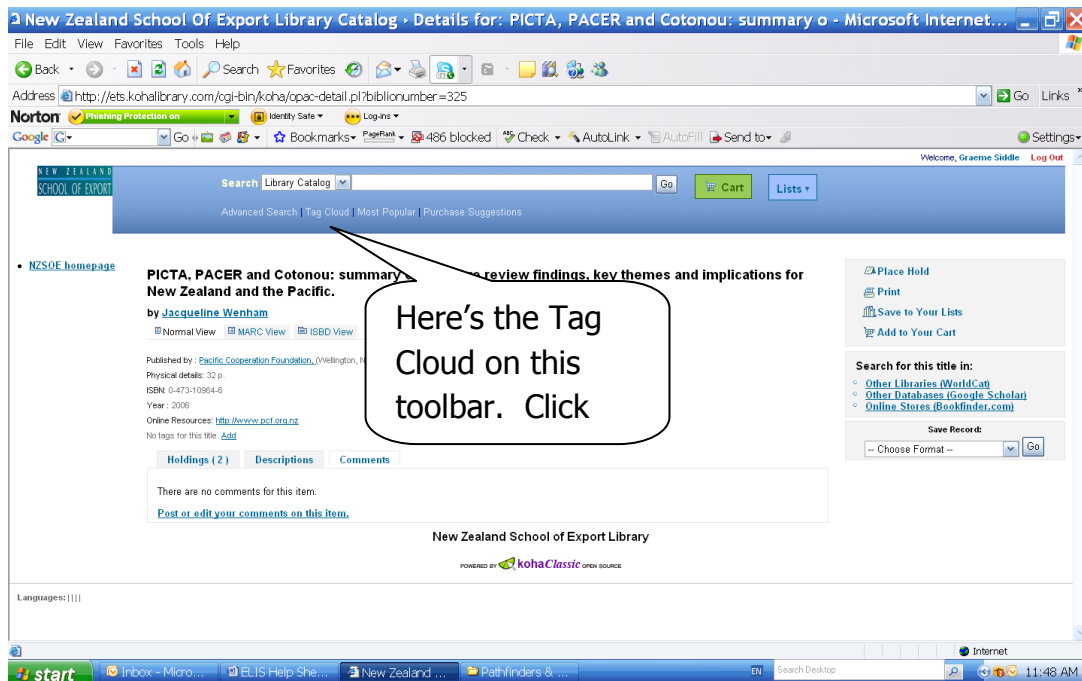 New Zealand School Of Export Library Catalog › Details for: PICTA, PACER and Cotonou: summary o - Microsoft Internet...
File Edit View Favorites Tools Help
Back Search Favorites
Address http://ets.kohalibrary.com/cgi-bin/koha/opac-detail.pl?biblionumber=325 Go Links »
Norton Phishing Protection on Identity Safe Log-ins
Google G Go Bookmarks PageRank 486 blocked ABC Check AutoLink AutoFill Send to Settings
Welcome, Graeme Siddle Log Out
NEW ZEALAND
SCHOOL OF EXPORT
Search Library Catalog Go Cart Lists
Advanced Search | Tag Cloud | Most Popular | Purchase Suggestions
NZSOE homepage
PICTA, PACER and Cotonou: summary review findings, key themes and implications for
New Zealand and the Pacific.
by Jacqueline Wenham
Normal View MARC View ISBD View
Published by : Pacific Cooperation Foundation, (Wellington, N
Physical details: 32 p.
ISBN: 0-473-10964-6
Year : 2006
Online Resources: http://www.pcf.org.nz
No tags for this title. Add
Holdings ( 2 ) Descriptions Comments
There are no comments for this item.
Post or edit your comments on this item.
Here's the Tag
Cloud on this
toolbar. Click
Place Hold
Print
Save to Your Lists
Add to Your Cart
Search for this title in:
Other Libraries (WorldCat)
Other Databases (Google Scholar)
Online Stores (Bookfinder.com)
Save Record:
-- Choose Format -- Go
New Zealand School of Export Library
POWERED BY kohaClassic OPEN SOURCE
Languages: ||||
Internet
start Inbox - Micro... ELIS Help She... New Zealand ... Pathfinders & ... EN Search Desktop 11:48 AM